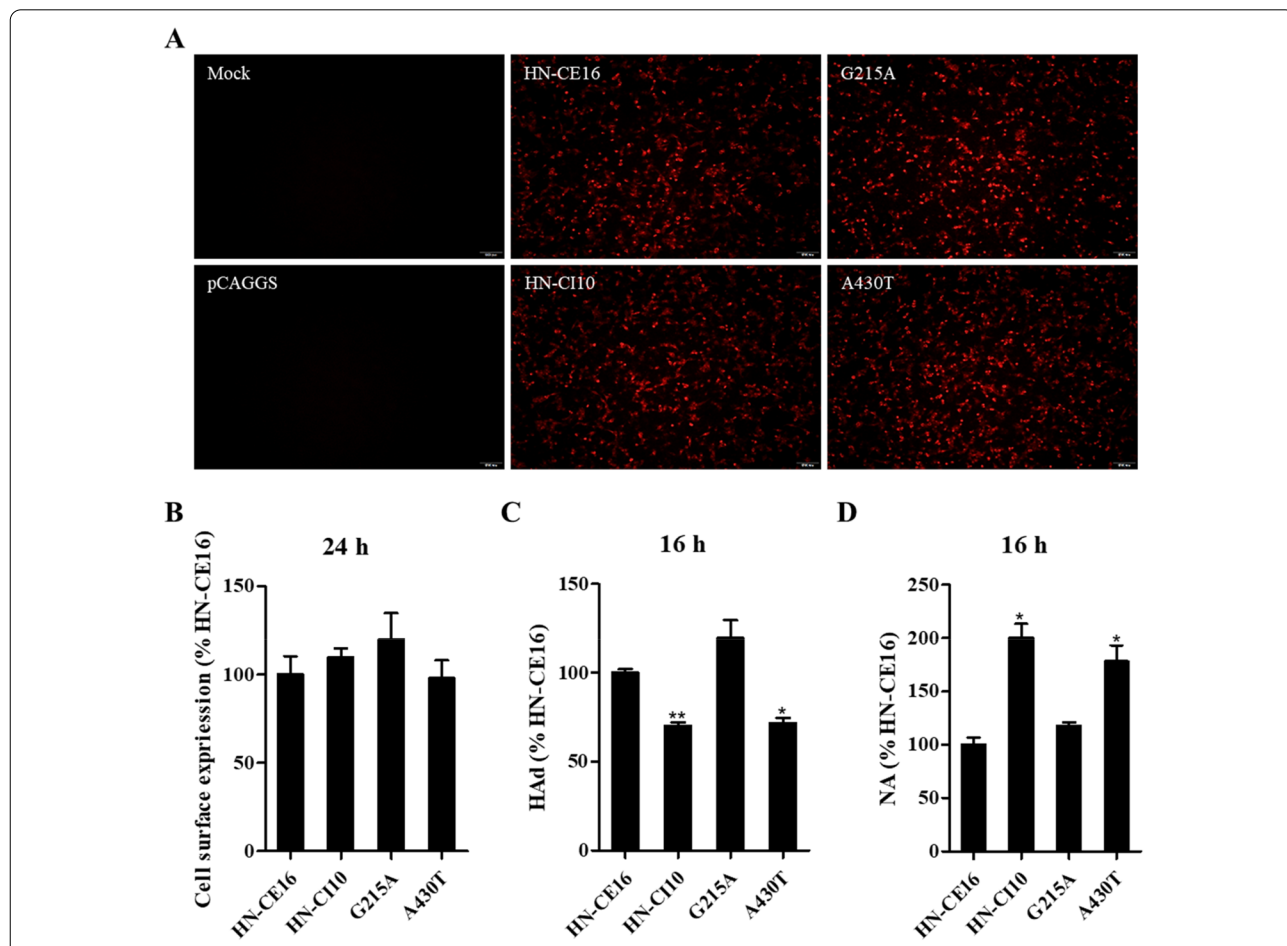 A
Mock
HN-CE16
G215A
pCAGGS
HN-CI10
A430T
B
24 h
Cell surface expriession (% HN-CE16)
150
100
50
0
HN-CE16
HN-CI10
G215A
A430T
C
16 h
HAd (% HN-CE16)
150
100
50
0
**
*
HN-CE16
HN-CI10
G215A
A430T
D
16 h
NA (% HN-CE16)
250
200
150
100
50
0
*
*
HN-CE16
HN-CI10
G215A
A430T